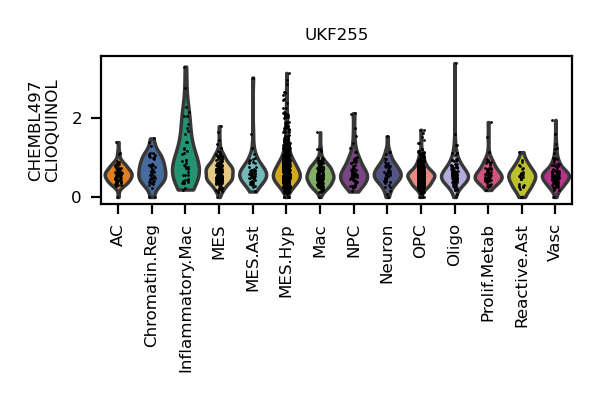 UKF255
CHEMBL497
CLIOQUINOL
2
0
AC
Chromatin.Reg
Inflammatory.Mac
MES
MES.Ast
MES.Hyp
Mac
NPC
Neuron
OPC
Oligo
Prolif.Metab
Reactive.Ast
Vasc